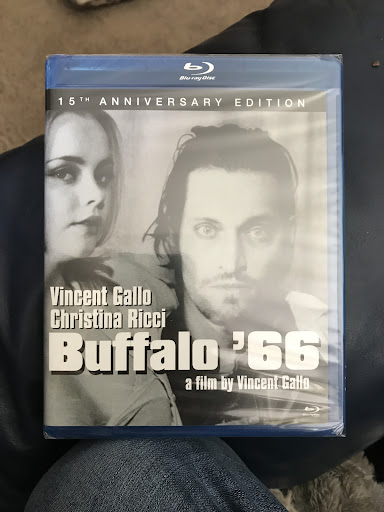 Blu-ray Disc
15TH ANNIVERSARY EDITION
Vincent Gallo
Christina Ricci
Buffalo '66
a film by Vincent Gallo